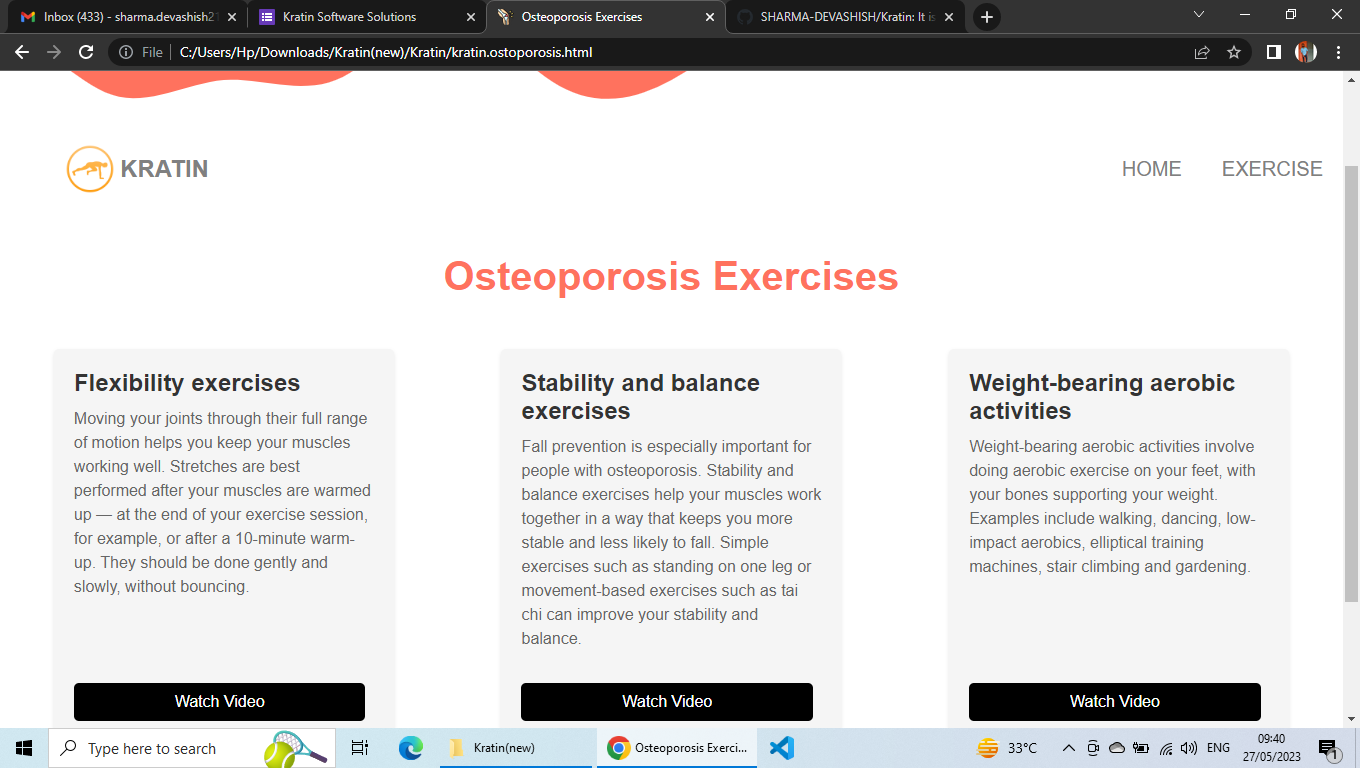 Inbox (433) - sharma.devashish21
Kratin Software Solutions
Osteoporosis Exercises
SHARMA-DEVASHISH/Kratin: It is
File
C:/Users/Hp/Downloads/Kratin(new)/Kratin/kratin.ostoporosis.html
KRATIN
HOME
EXERCISE
Osteoporosis Exercises
Flexibility exercises
Moving your joints through their full range
of motion helps you keep your muscles
working well. Stretches are best
performed after your muscles are warmed
up — at the end of your exercise session,
for example, or after a 10-minute warm-
up. They should be done gently and
slowly, without bouncing.
Watch Video
Stability and balance
exercises
Fall prevention is especially important for
people with osteoporosis. Stability and
balance exercises help your muscles work
together in a way that keeps you more
stable and less likely to fall. Simple
exercises such as standing on one leg or
movement-based exercises such as tai
chi can improve your stability and
balance.
Watch Video
Weight-bearing aerobic
activities
Weight-bearing aerobic activities involve
doing aerobic exercise on your feet, with
your bones supporting your weight.
Examples include walking, dancing, low-
impact aerobics, elliptical training
machines, stair climbing and gardening.
Watch Video
Type here to search
Kratin(new)
Osteoporosis Exerci...
33°C
ENG
09:40
27/05/2023
1